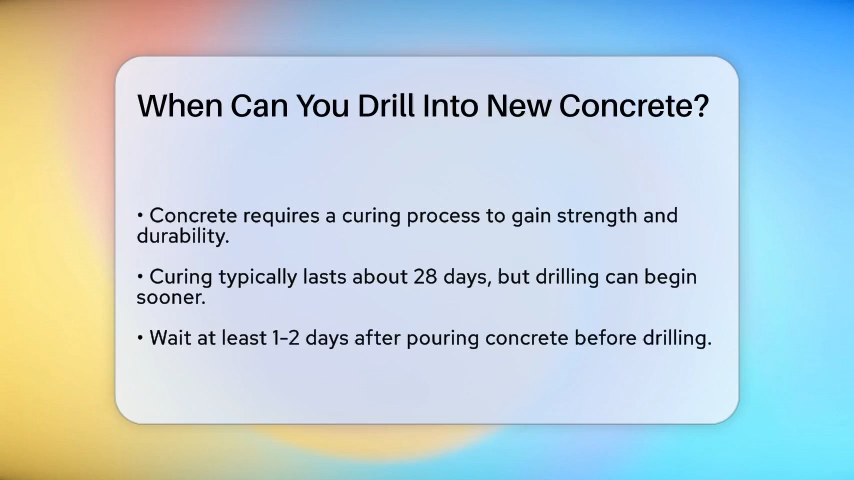 When Can You Drill Into New Concrete?
• Concrete requires a curing process to gain strength and
durability.
• Curing typically lasts about 28 days, but drilling can begin
sooner.
• Wait at least 1–2 days after pouring concrete before drilling.